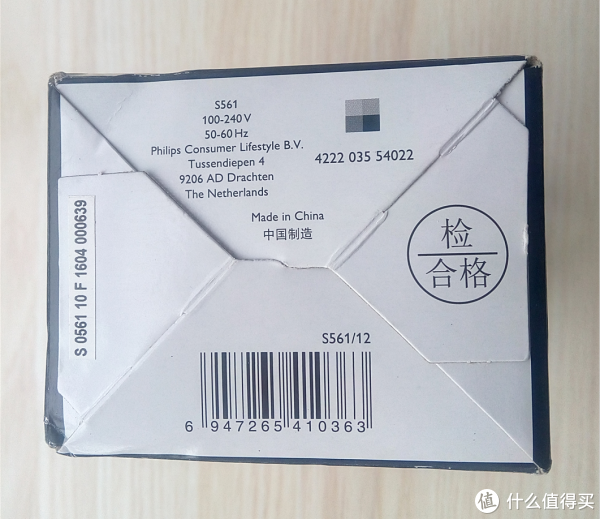 S561
100-240 V
50-60 Hz
Philips Consumer Lifestyle B.V.
Tussendiepen 4
9206 AD Drachten
The Netherlands
4222 035 54022
Made in China
中国制造
检
合格
S 0561 10 F 1604 000639
S561/12
6 947265 410363
值 什么值得买